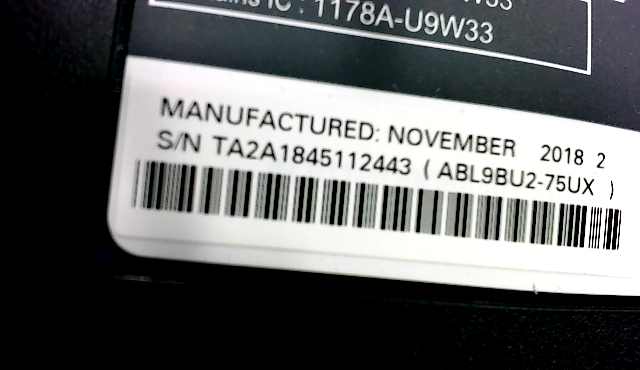 IC : 1178A-U9W33
MANUFACTURED: NOVEMBER 2018 2
S/N TA2A1845112443 ( ABL9BU2-75UX )